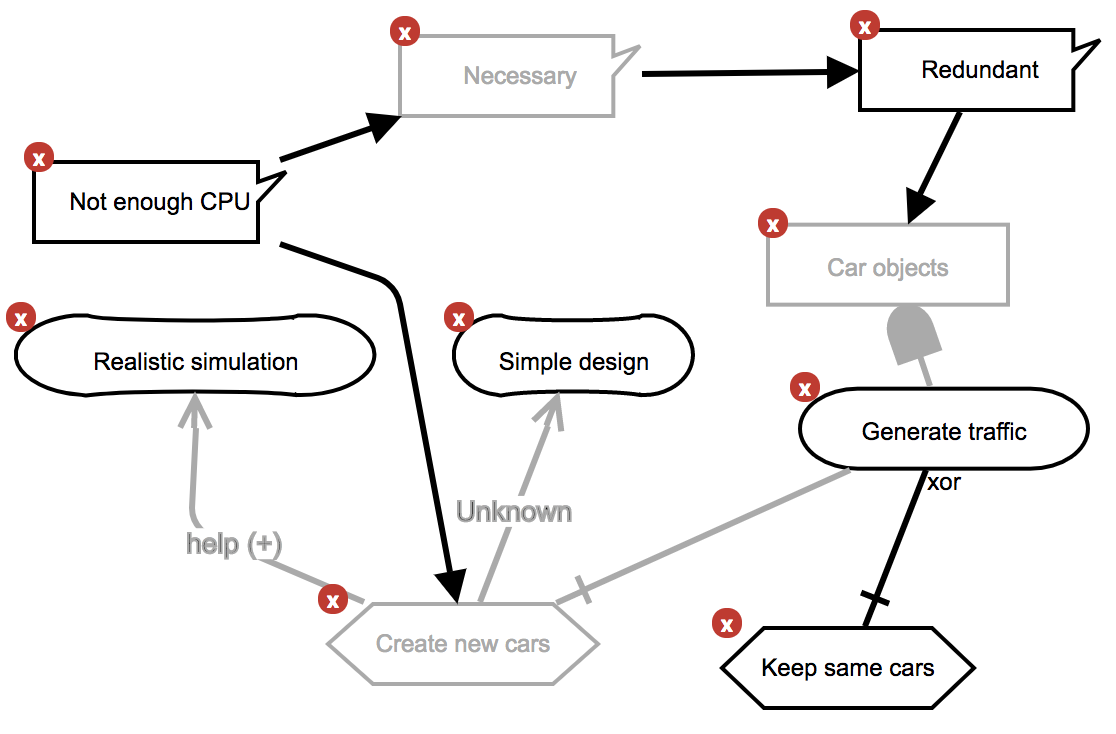 x
Necessary
x
Redundant
x
Not enough CPU
x
Car objects
x
Realistic simulation
x
Simple design
x
Generate traffic
xor
Unknown
help (+)
x
Create new cars
x
Keep same cars